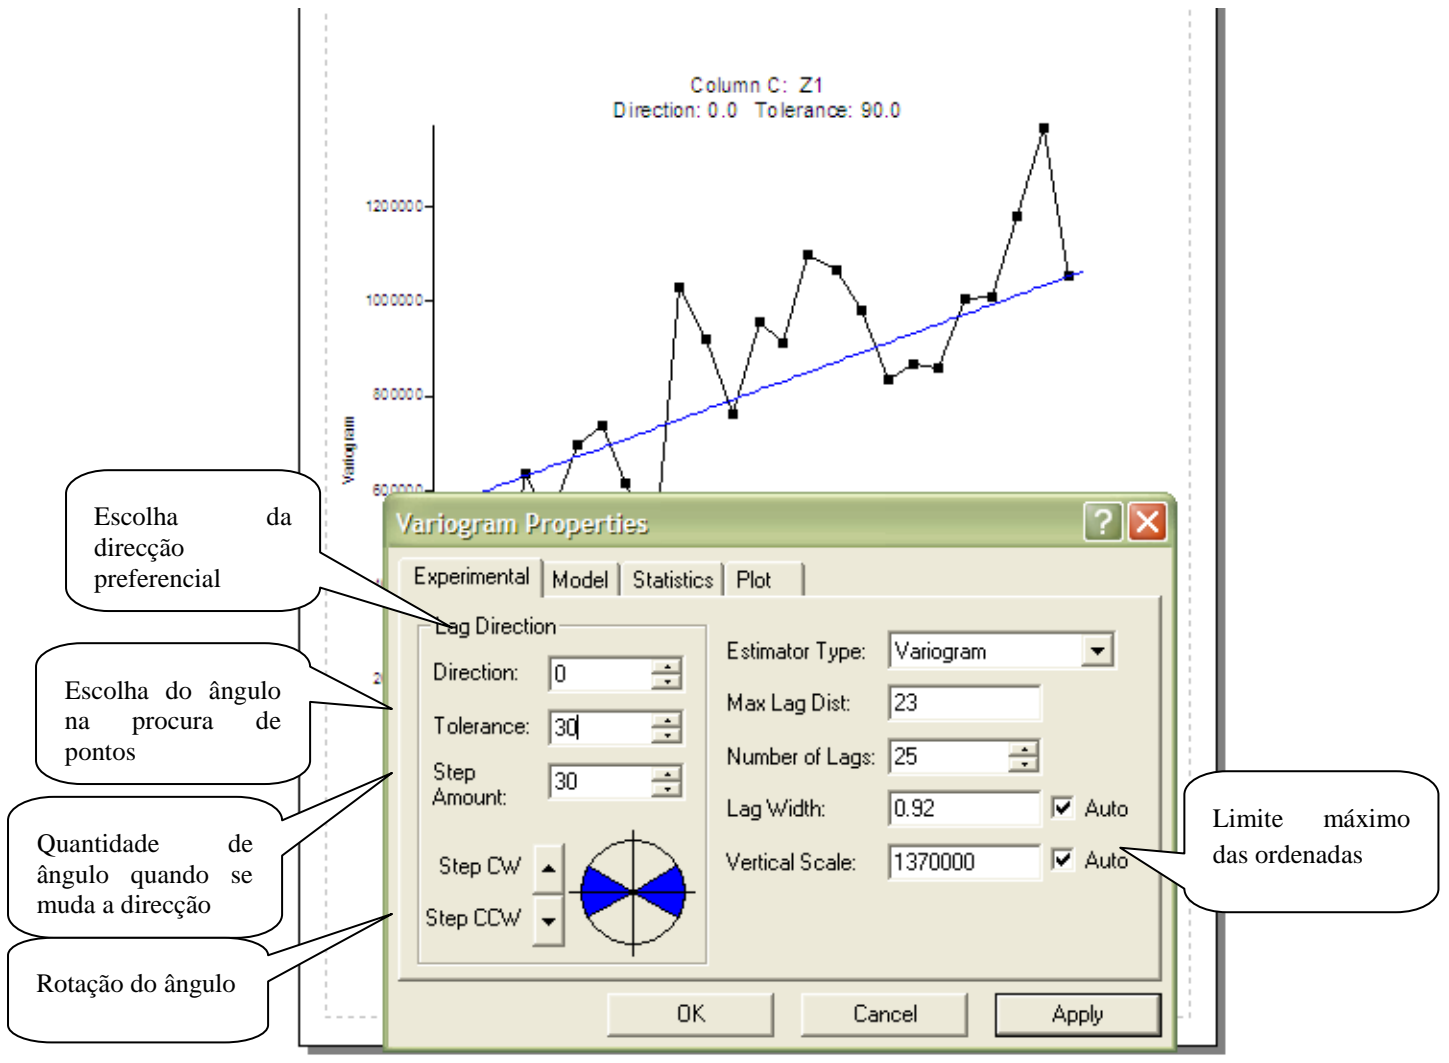 Column C: Z1
Direction: 0.0 Tolerance: 90.0
1200000
1000000
800000
Variogram
600000
Escolha da
direcção
preferencial
Escolha do ângulo
na procura de
pontos
Quantidade de
ângulo quando se
muda a direcção
Rotação do ângulo
Variogram Properties
Experimental Model Statistics Plot
Lag Direction
Direction: 0
Tolerance: 30
Step
Amount: 30
Step CW
Step CCW
Estimator Type: Variogram
Max Lag Dist: 23
Number of Lags: 25
Lag Width: 0.92 Auto
Vertical Scale: 1370000 Auto
OK Cancel Apply
Limite máximo
das ordenadas